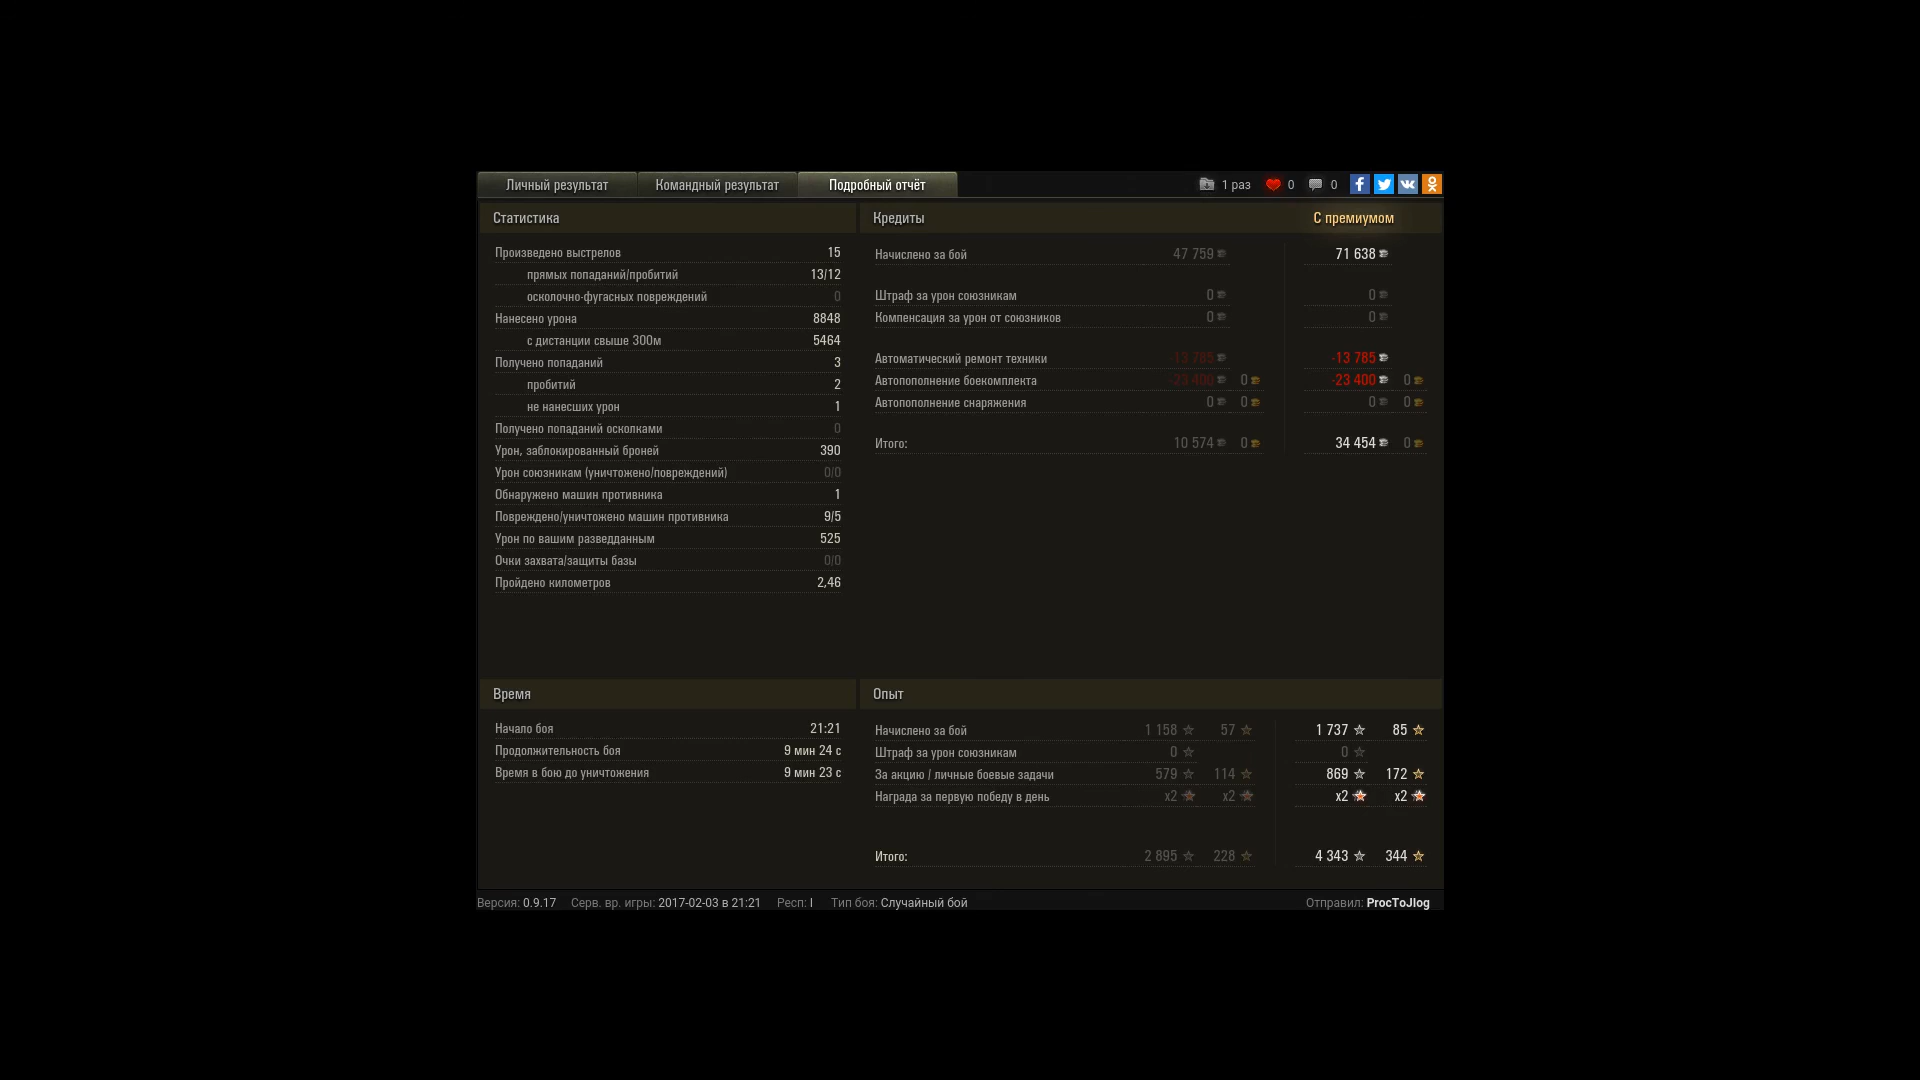 Личный результат Командный результат Подробный отчёт 1 раз 0 0
Статистика
Произведено выстрелов 15
прямых попаданий/пробитий 13/12
осколочно-фугасных повреждений 0
Нанесено урона 8848
с дистанции свыше 300м 5464
Получено попаданий 3
пробитий 2
не нанесших урон 1
Получено попаданий осколками 0
Урон, заблокированный броней 390
Урон союзникам (уничтожено/повреждений) 0/0
Обнаружено машин противника 1
Повреждено/уничтожено машин противника 9/5
Урон по вашим разведданным 525
Очки захвата/защиты базы 0/0
Пройдено километров 2,46
Кредиты С премиумом
Начислено за бой 47 759 71 638
Штраф за урон союзникам 0 0
Компенсация за урон от союзников 0 0
Автоматический ремонт техники -13 785 -13 785
Автопополнение боекомплекта -23 400 0 -23 400 0
Автопополнение снаряжения 0 0 0 0
Итого: 10 574 0 34 454 0
Время
Начало боя 21:21
Продолжительность боя 9 мин 24 с
Время в бою до уничтожения 9 мин 23 с
Опыт
Начислено за бой 1 158 57 1 737 85
Штраф за урон союзникам 0 0
За акцию / личные боевые задачи 579 114 869 172
Награда за первую победу в день x2 x2 x2 x2
Итого: 2 895 228 4 343 344
Версия: 0.9.17 Серв. вр. игры: 2017-02-03 в 21:21 Респ: I Тип боя: Случайный бой Отправил: ProcToJlog